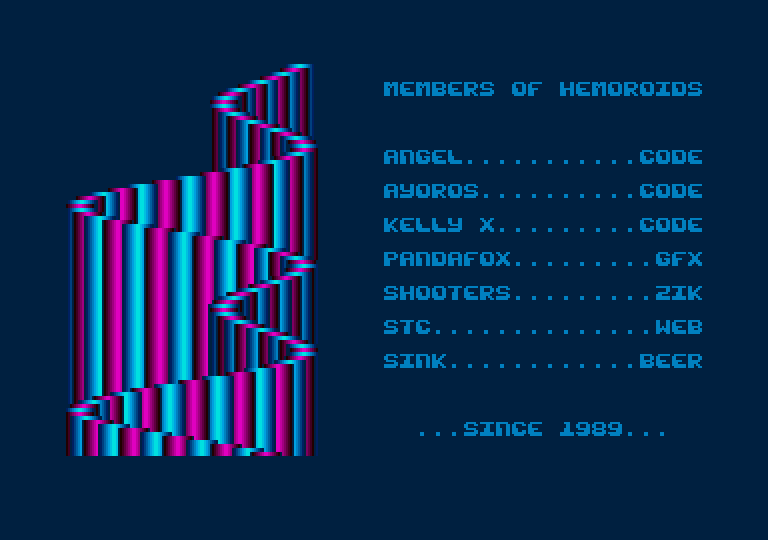 MEMBERS OF HEMOROIDS
ANGEL...........CODE
AYOROS..........CODE
KELLY X.........CODE
PANDAFOX.........GFX
SHOOTERS.........ZIK
STC..............WEB
SINK............BEER
...SINCE 1989...